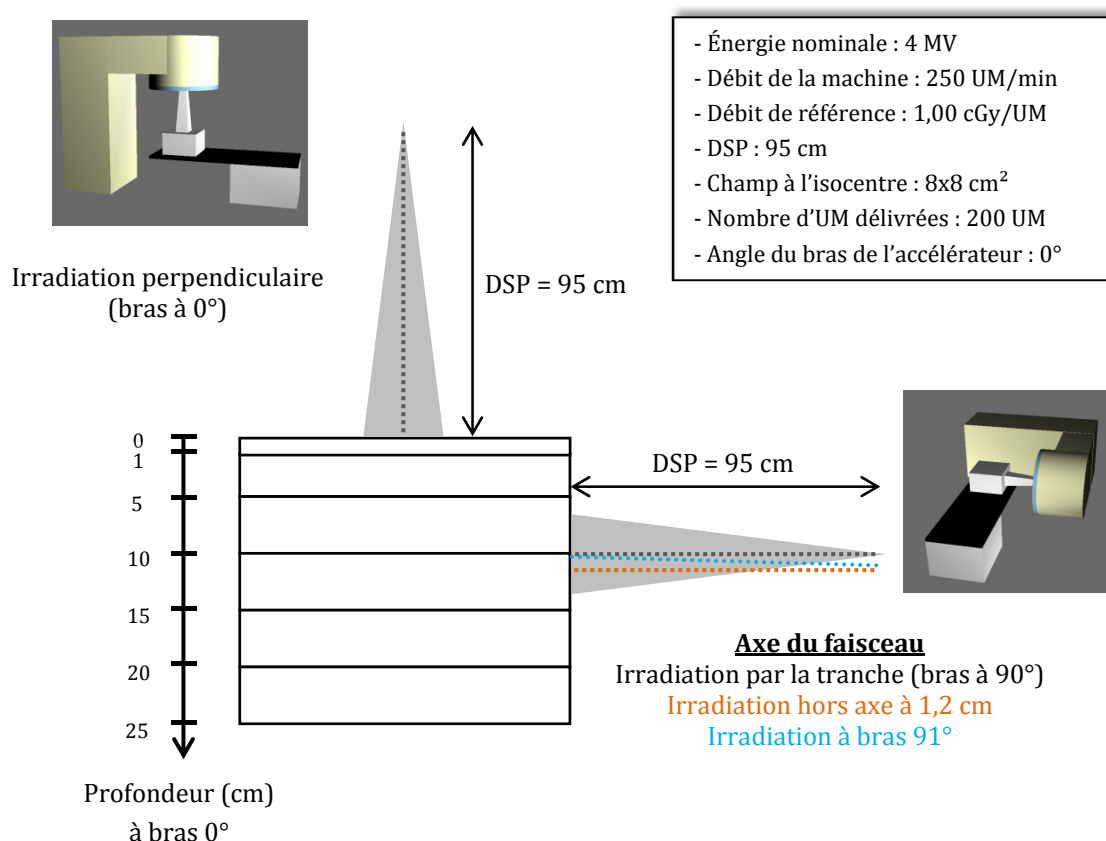 - Énergie nominale : 4 MV
- Débit de la machine : 250 UM/min
- Débit de référence : 1,00 cGy/UM
- DSP : 95 cm
- Champ à l’isocentre : 8x8 cm²
- Nombre d’UM délivrées : 200 UM
- Angle du bras de l’accélérateur : 0°
Irradiation perpendiculaire
(bras à 0°)
DSP = 95 cm
0
1
5
10
15
20
25
DSP = 95 cm
Axe du faisceau
Irradiation par la tranche (bras à 90°)
Irradiation hors axe à 1,2 cm
Irradiation à bras 91°
Profondeur (cm)
à bras 0°